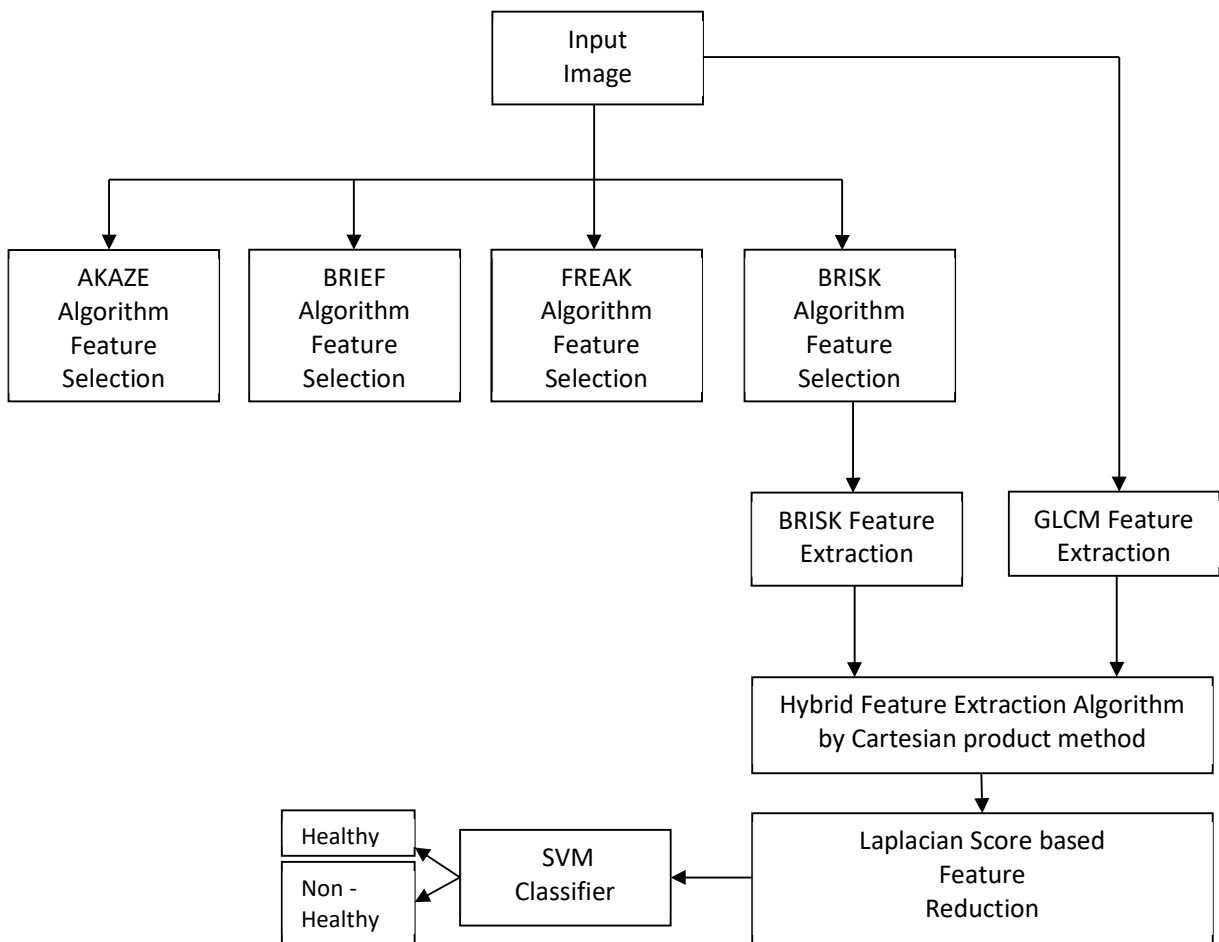 Input
Image
AKAZE
Algorithm
Feature
Selection
BRIEF
Algorithm
Feature
Selection
FREAK
Algorithm
Feature
Selection
BRISK
Algorithm
Feature
Selection
BRISK Feature
Extraction
GLCM Feature
Extraction
Hybrid Feature Extraction Algorithm
by Cartesian product method
Laplacian Score based
Feature
Reduction
SVM
Classifier
Healthy
Non -
Healthy